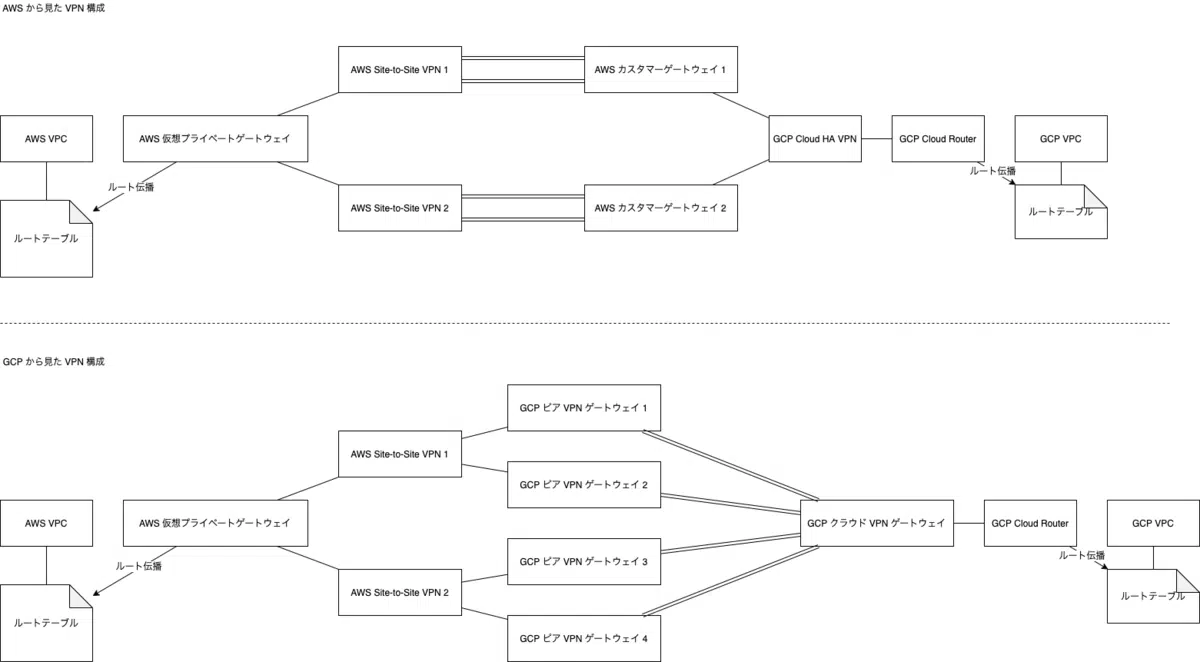 AWS から見た VPN 構成
AWS Site-to-Site VPN 1
AWS カスタマーゲートウェイ 1
AWS VPC
AWS 仮想プライベートゲートウェイ
GCP Cloud HA VPN
GCP Cloud Router
GCP VPC
ルート伝播
ルート伝播
AWS Site-to-Site VPN 2
AWS カスタマーゲートウェイ 2
ルートテーブル
ルートテーブル
GCP から見た VPN 構成
GCP ピア VPN ゲートウェイ 1
AWS Site-to-Site VPN 1
GCP ピア VPN ゲートウェイ 2
AWS VPC
AWS 仮想プライベートゲートウェイ
GCP クラウド VPN ゲートウェイ
GCP Cloud Router
GCP VPC
ルート伝播
ルート伝播
GCP ピア VPN ゲートウェイ 3
AWS Site-to-Site VPN 2
ルートテーブル
ルートテーブル
GCP ピア VPN ゲートウェイ 4